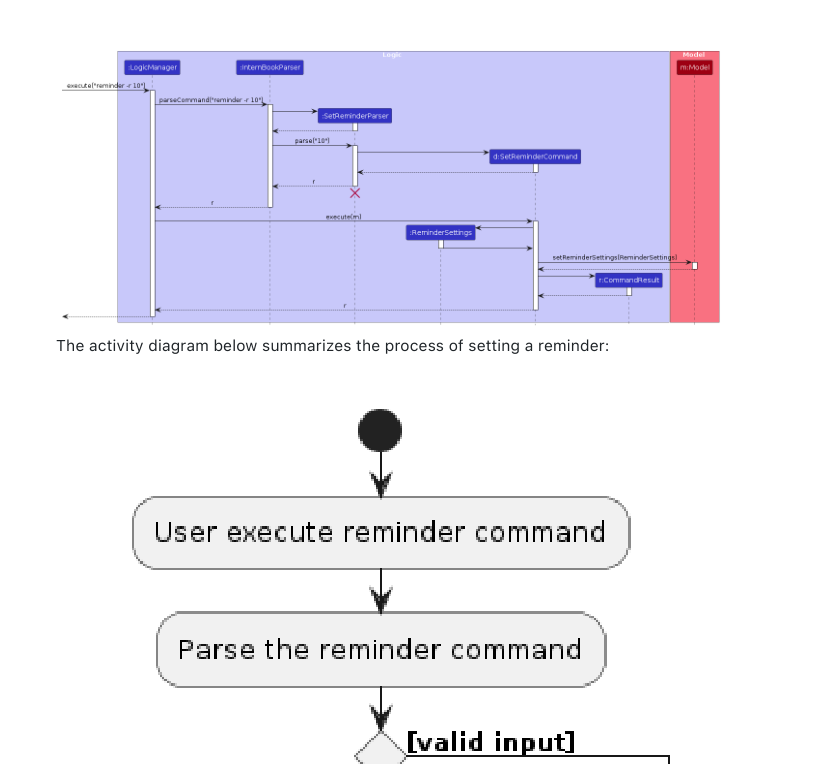 Logic
Model
:LogicManager
:InternBookParser
m:Model
execute("reminder -r 10")
parseCommand("reminder -r 10")
:SetReminderParser
parse("10")
d:SetReminderCommand
r
r
execute(m)
:ReminderSettings
setReminderSettings(ReminderSettings)
r:CommandResult
r
The activity diagram below summarizes the process of setting a reminder:
User execute reminder command
Parse the reminder command
[valid input]